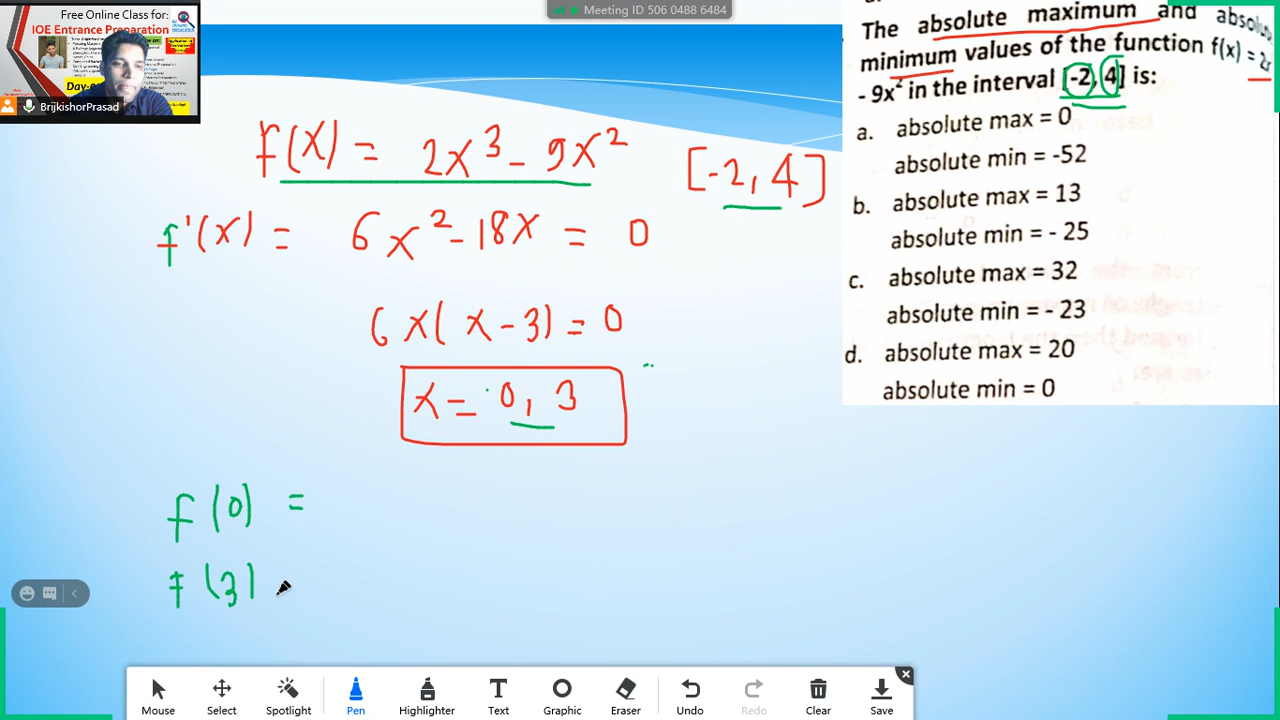 Free Online Class for:
IOE Entrance Preparation
BrijkishorPrasad
Meeting ID 506 0488 6484
The absolute maximum and
minimum values of the function f(x) = 2x
- 9x² in the interval [-2, 4] is:
a. absolute max = 0
absolute min = -52
b. absolute max = 13
absolute min = - 25
c. absolute max = 32
absolute min = - 23
d. absolute max = 20
absolute min = 0
f(x) = 2x³ - 9x² [-2, 4]
f'(x) = 6x² - 18x = 0
6x(x - 3) = 0
x = 0, 3
f(0) =
f(3)
Mouse Select Spotlight Pen Highlighter Text Graphic Eraser Undo Redo Clear Save